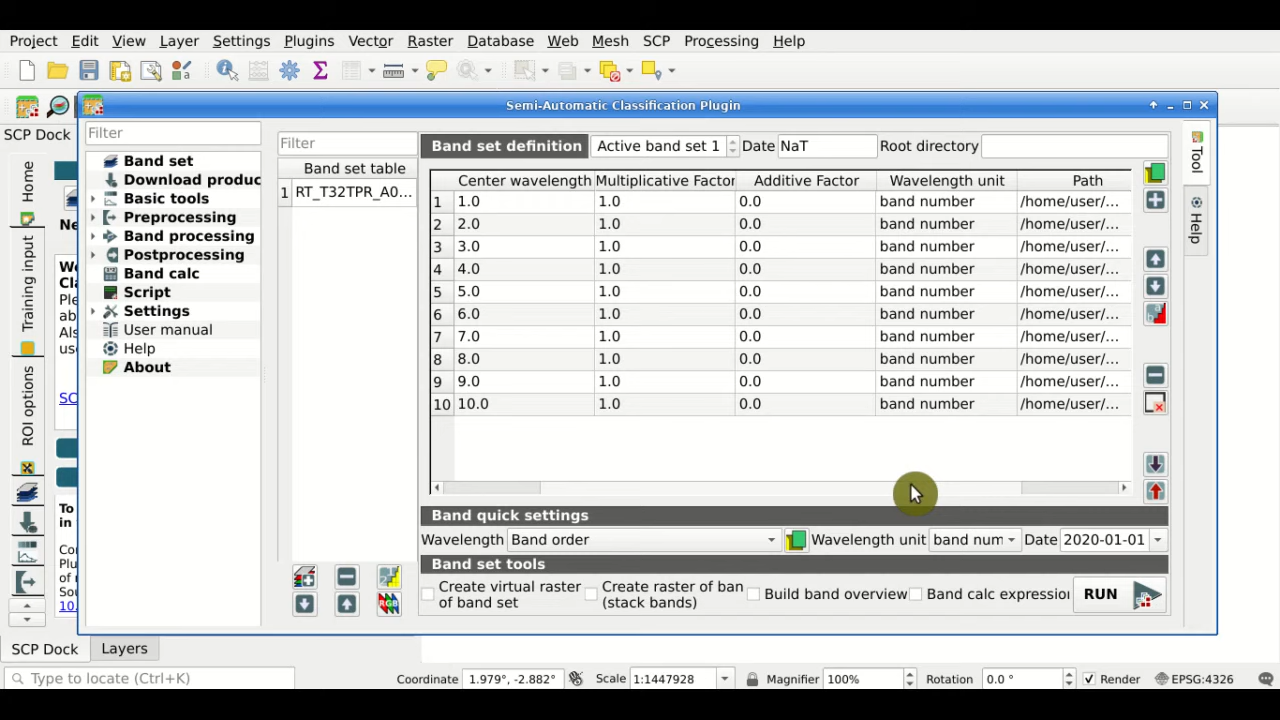 Project Edit View Layer Settings Plugins Vector Raster Database Web Mesh SCP Processing Help
Semi-Automatic Classification Plugin
SCP Dock
Home
Training input
ROI options
Filter
Band set
Download produc
Basic tools
Preprocessing
Band processing
Postprocessing
Band calc
Script
Settings
User manual
Help
About
Filter
Band set table
1 RT_T32TPR_A0...
Band set definition Active band set 1 Date NaT Root directory
Center wavelength Multiplicative Factor Additive Factor Wavelength unit Path
1 1.0 1.0 0.0 band number /home/user/...
2 2.0 1.0 0.0 band number /home/user/...
3 3.0 1.0 0.0 band number /home/user/...
4 4.0 1.0 0.0 band number /home/user/...
5 5.0 1.0 0.0 band number /home/user/...
6 6.0 1.0 0.0 band number /home/user/...
7 7.0 1.0 0.0 band number /home/user/...
8 8.0 1.0 0.0 band number /home/user/...
9 9.0 1.0 0.0 band number /home/user/...
10 10.0 1.0 0.0 band number /home/user/...
Band quick settings
Wavelength Band order Wavelength unit band num Date 2020-01-01
Band set tools
Create virtual raster
of band set
Create raster of ban
(stack bands)
Build band overview
Band calc expression
RUN
Tool
Help
SCP Dock Layers
Type to locate (Ctrl+K) Coordinate 1.979°, -2.882° Scale 1:1447928 Magnifier 100% Rotation 0.0 ° Render EPSG:4326